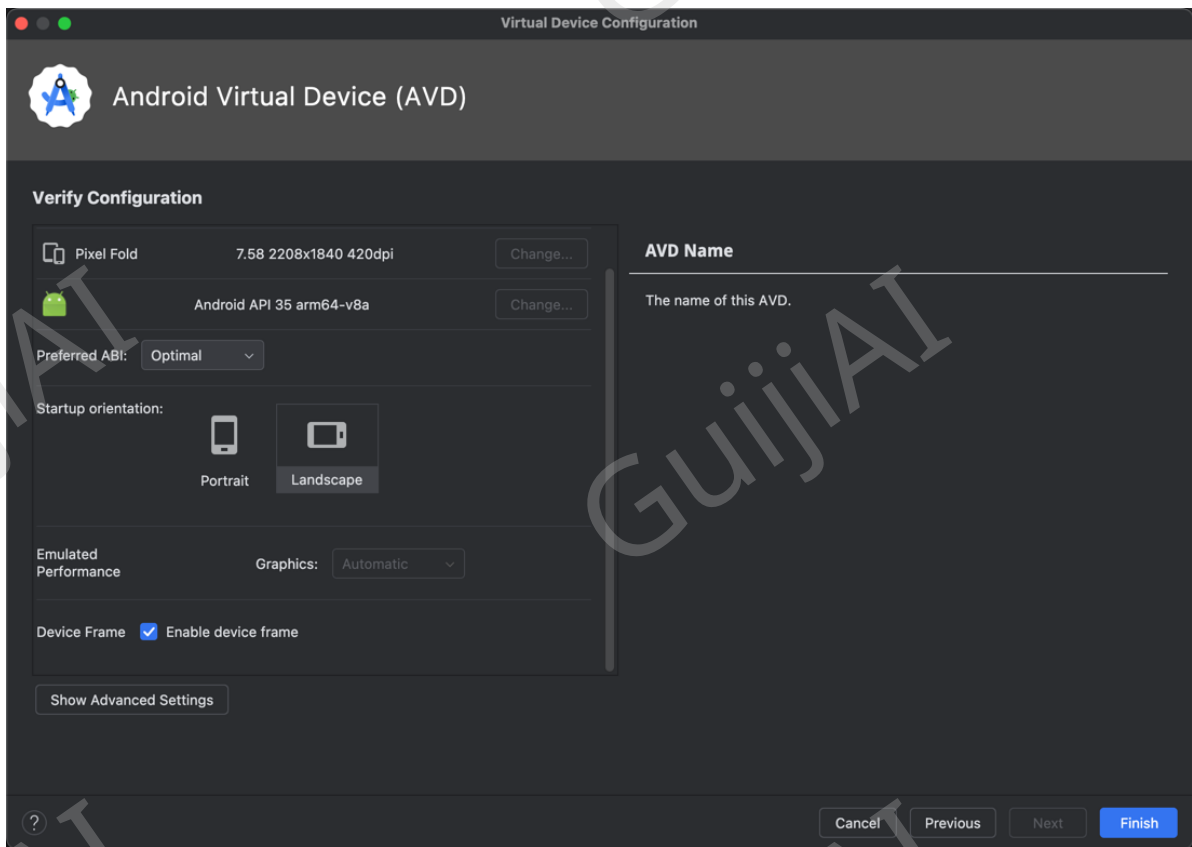 Virtual Device Configuration
Android Virtual Device (AVD)
Verify Configuration
Pixel Fold 7.58 2208x1840 420dpi Change...
Android API 35 arm64-v8a Change...
Preferred ABI: Optimal
Startup orientation:
Portrait Landscape
Emulated
Performance
Graphics: Automatic
Device Frame Enable device frame
Show Advanced Settings
AVD Name
The name of this AVD.
? Cancel Previous Next Finish
GuijiAI